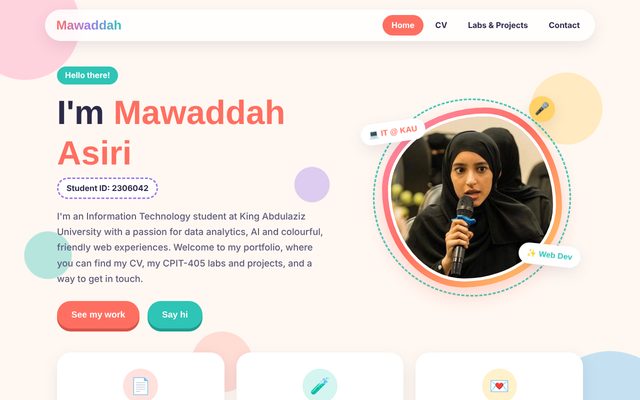 Mawaddah
Home
CV
Labs & Projects
Contact
Hello there!
I'm Mawaddah
Asiri
Student ID: 2306042
I'm an Information Technology student at King Abdulaziz
University with a passion for data analytics, AI and colourful,
friendly web experiences. Welcome to my portfolio, where
you can find my CV, my CPIT-405 labs and projects, and a
way to get in touch.
See my work
Say hi
💻 IT @ KAU
🎤
✨ Web Dev